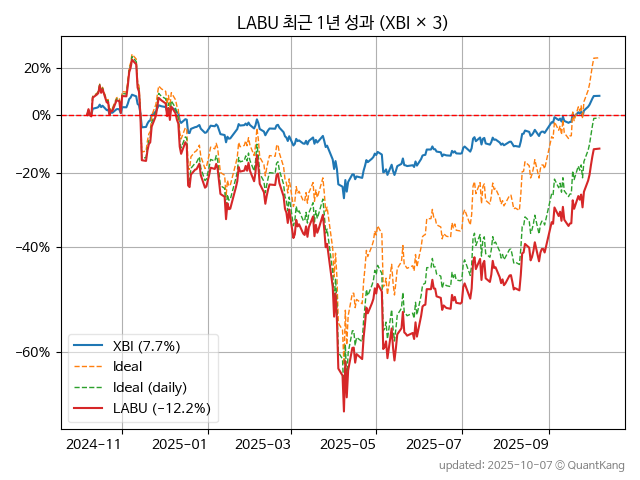 LABU 최근 1년 성과 (XBI × 3)
20%
0%
−20%
−40%
−60%
XBI (7.7%)
Ideal
Ideal (daily)
LABU (−12.2%)
2024-11 2025-01 2025-03 2025-05 2025-07 2025-09
updated: 2025-10-07 © QuantKang